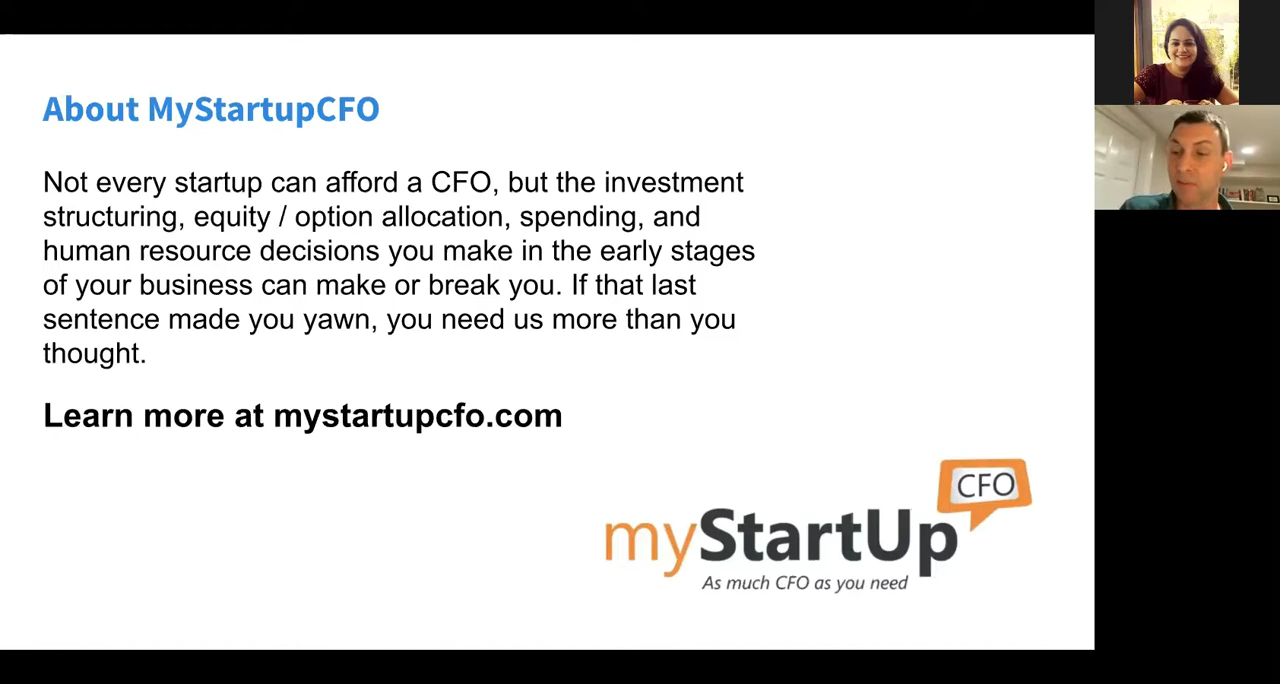 About MyStartupCFO
Not every startup can afford a CFO, but the investment
structuring, equity / option allocation, spending, and
human resource decisions you make in the early stages
of your business can make or break you. If that last
sentence made you yawn, you need us more than you
thought.
Learn more at mystartupcfo.com
CFO
myStartUp
As much CFO as you need